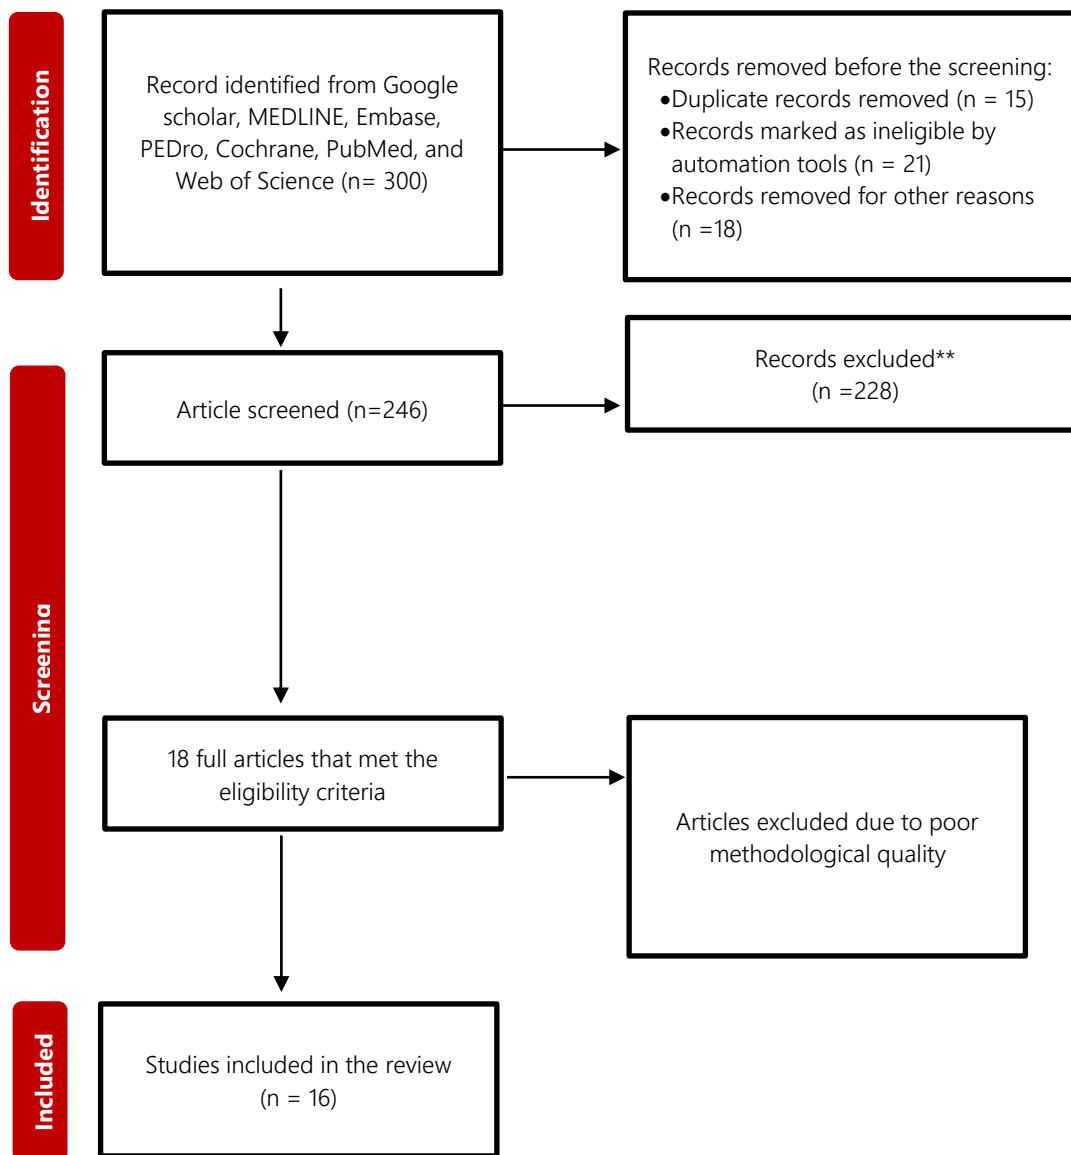 Identification
Record identified from Google
scholar, MEDLINE, Embase,
PEDro, Cochrane, PubMed, and
Web of Science (n= 300)
Records removed before the screening:
•Duplicate records removed (n = 15)
•Records marked as ineligible by
automation tools (n = 21)
•Records removed for other reasons
(n =18)
Screening
Article screened (n=246)
Records excluded**
(n =228)
18 full articles that met the
eligibility criteria
Articles excluded due to poor
methodological quality
Included
Studies included in the review
(n = 16)